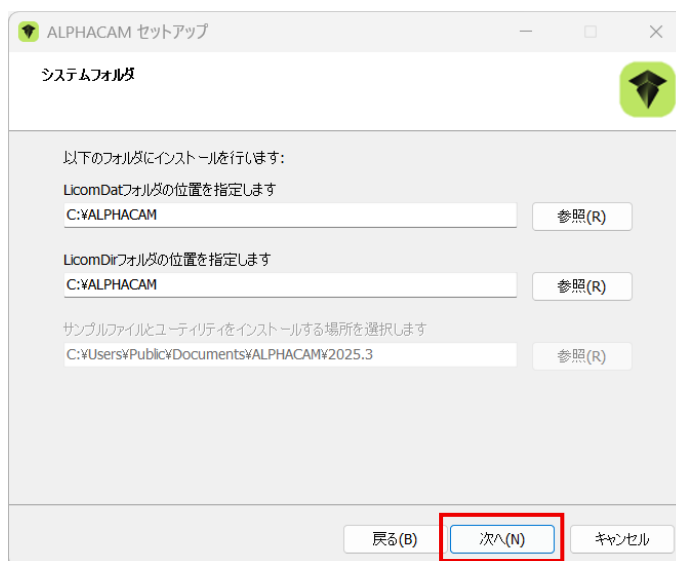 ALPHACAM セットアップ
システムフォルダ
以下のフォルダにインストールを行います:
LicomDatフォルダの位置を指定します
C:¥ALPHACAM
参照(R)
LicomDirフォルダの位置を指定します
C:¥ALPHACAM
参照(R)
サンプルファイルとユーティリティをインストールする場所を選択します
C:¥Users¥Public¥Documents¥ALPHACAM¥2025.3
参照(R)
戻る(B)
次へ(N)
キャンセル